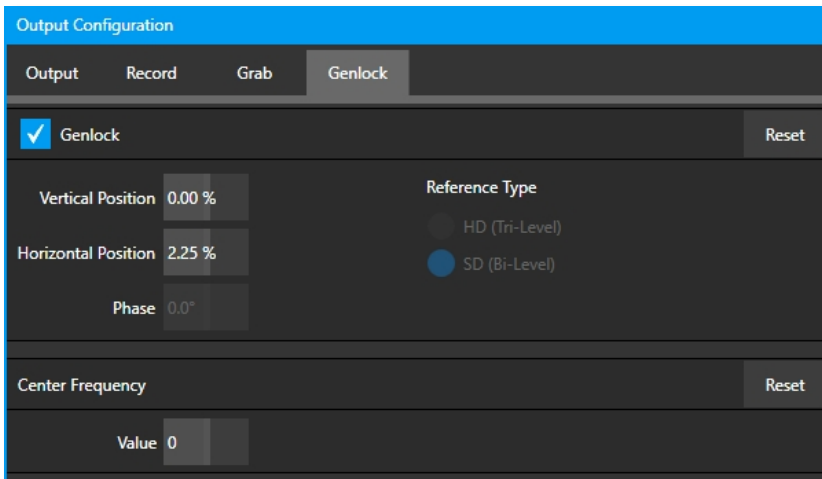 Output Configuration
Output Record Grab Genlock
Genlock Reset
Vertical Position 0.00 % Reference Type
HD (Tri-Level)
Horizontal Position 2.25 % SD (Bi-Level)
Phase 0.0°
Center Frequency Reset
Value 0